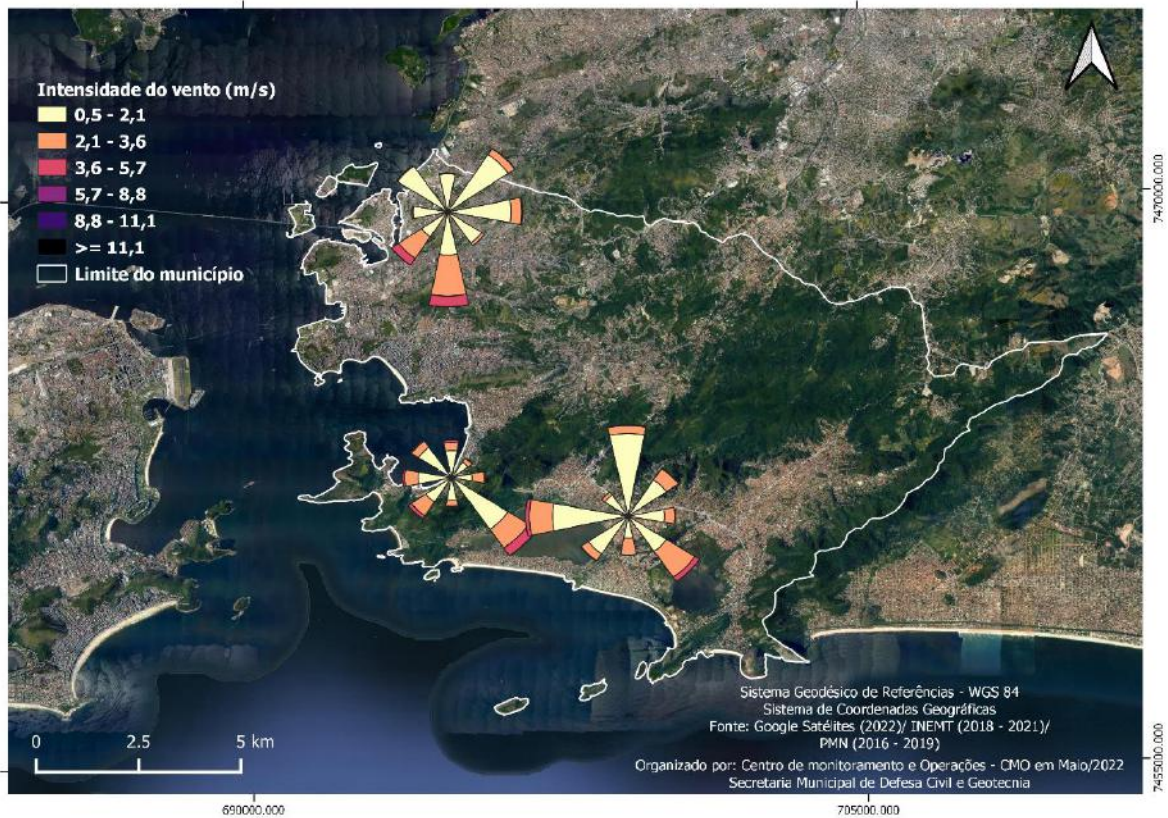 Intensidade do vento (m/s)
0,5 - 2,1
2,1 - 3,6
3,6 - 5,7
5,7 - 8,8
8,8 - 11,1
>= 11,1
Limite do município
7470000.000
Sistema Geodésico de Referências - WGS 84
Sistema de Coordenadas Geográficas
Fonte: Google Satélites (2022)/ INEMT (2018 - 2021)/
PMN (2016 - 2019)
Organizado por: Centro de monitoramento e Operações - CMO em Maio/2022
Secretaria Municipal de Defesa Civil e Geotecnia
0 2.5 5 km
7455000.000
690000.000 705000.000